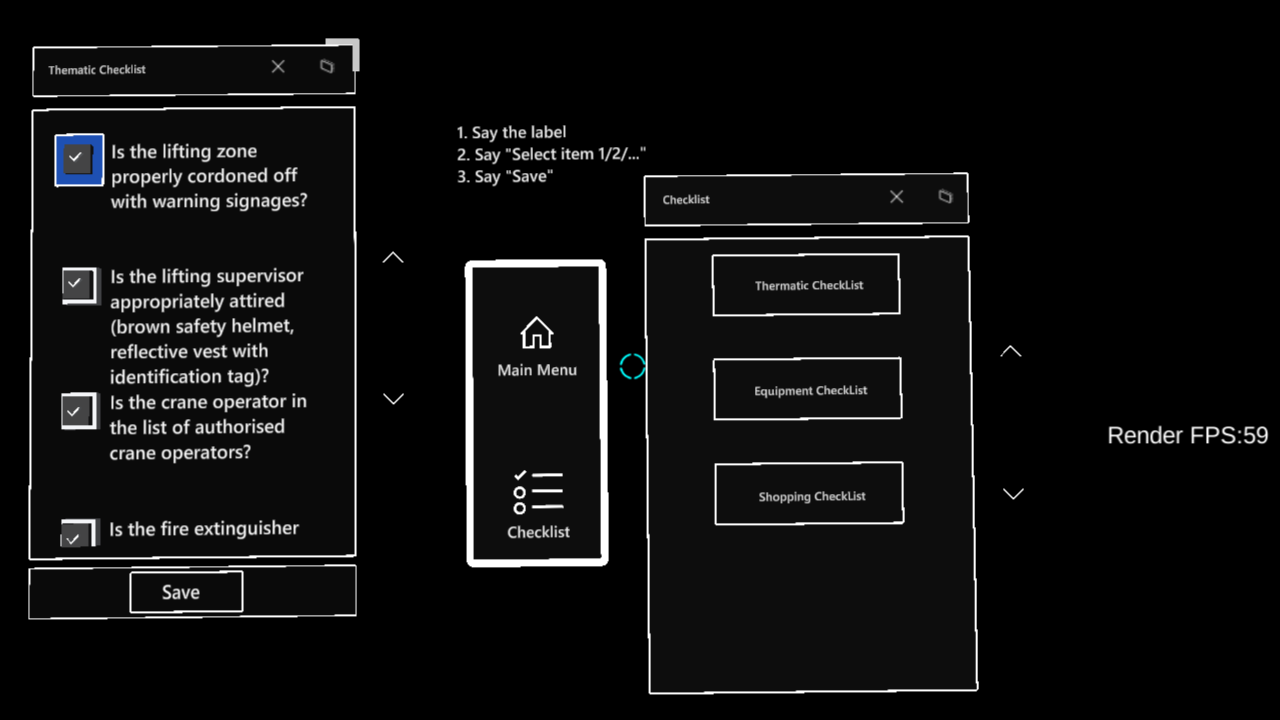 Thematic Checklist
Is the lifting zone
properly cordoned off
with warning signages?
Is the lifting supervisor
appropriately attired
(brown safety helmet,
reflective vest with
identification tag)?
Is the crane operator in
the list of authorised
crane operators?
Is the fire extinguisher
Save
1. Say the label
2. Say "Select item 1/2/..."
3. Say "Save"
Main Menu
Checklist
Checklist
Thermatic CheckList
Equipment CheckList
Shopping CheckList
Render FPS:59